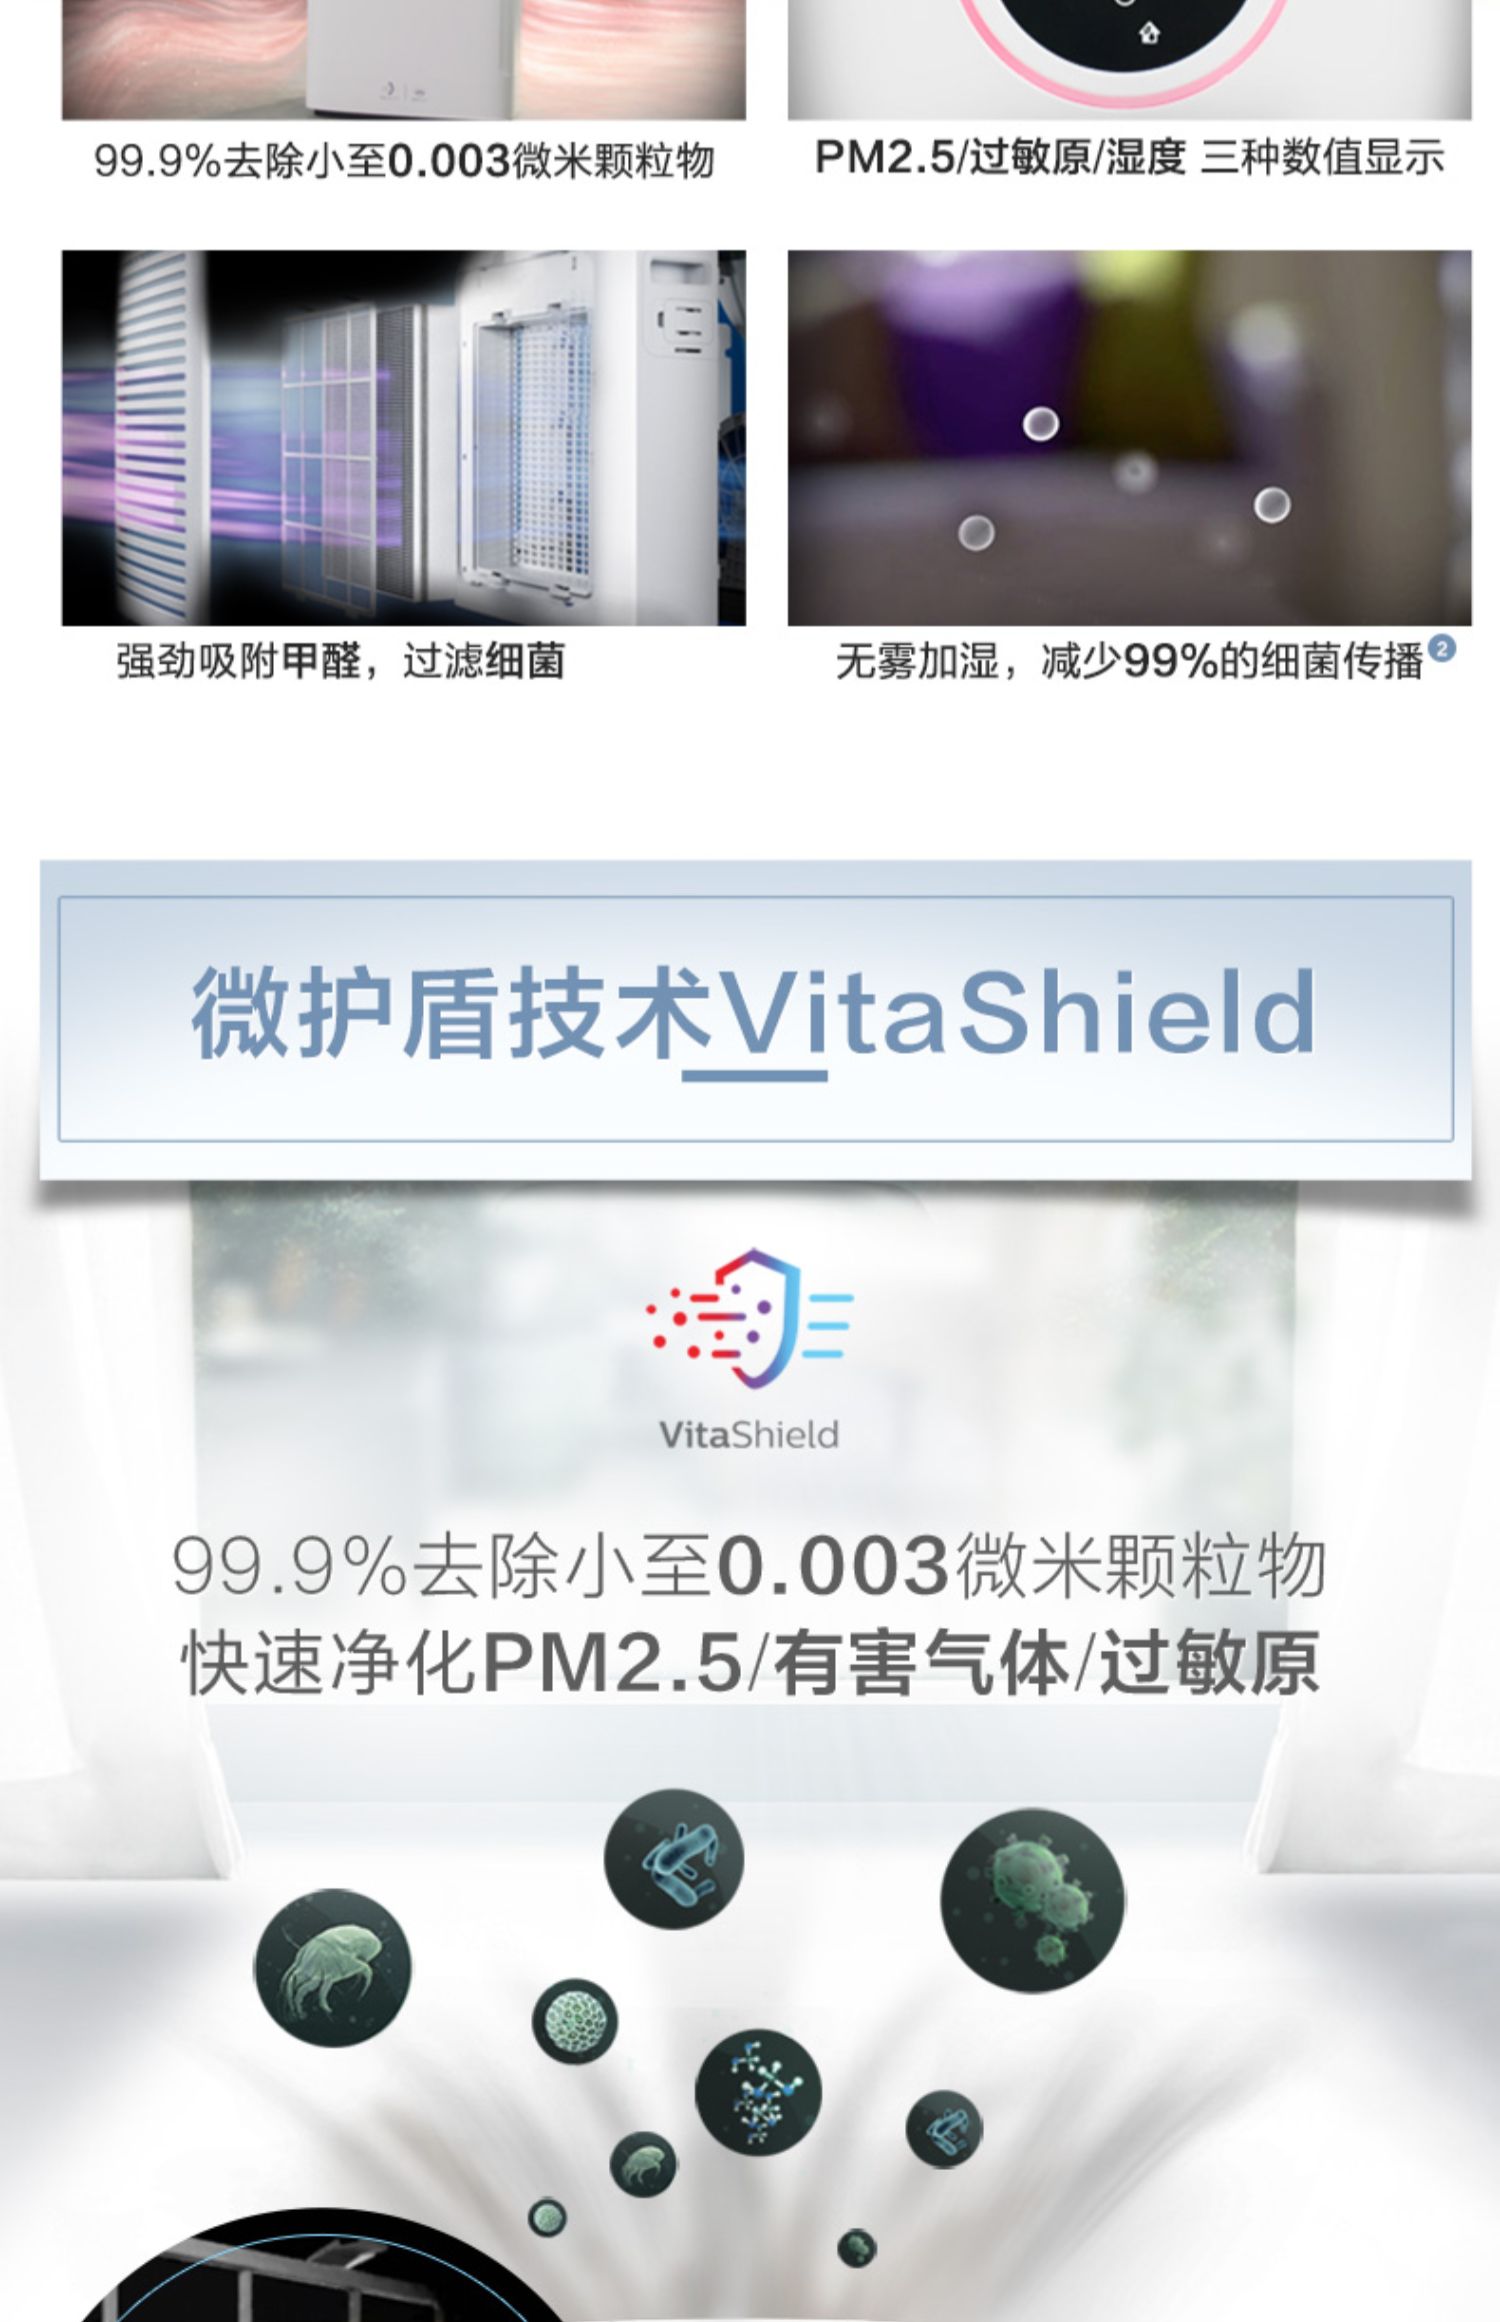 99.9%去除小至0.003微米颗粒物
PM2.5/过敏原/湿度 三种数值显示
强劲吸附甲醛，过滤细菌
无雾加湿，减少99%的细菌传播2
微护盾技术VitaShield
VitaShield
99.9%去除小至0.003微米颗粒物
快速净化PM2.5/有害气体/过敏原